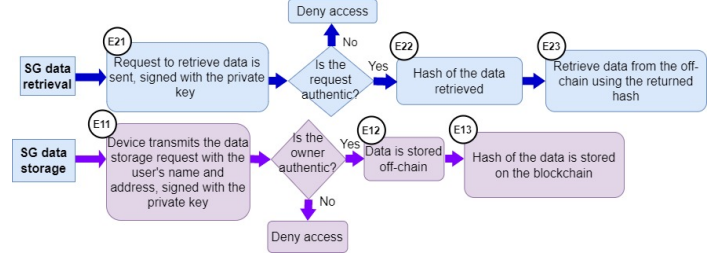 Deny access
No
E21
E22
E23
SG data
retrieval
Request to retrieve data is
sent, signed with the private
key
Is the
request
authentic?
Yes
Hash of the data
retrieved
Retrieve data from the off-
chain using the returned
hash
E11
E12
E13
SG data
storage
Device transmits the data
storage request with the
user's name and
address, signed with the
private key
Is the
owner
authentic?
Yes
Data is stored
off-chain
Hash of the data is stored
on the blockchain
No
Deny access